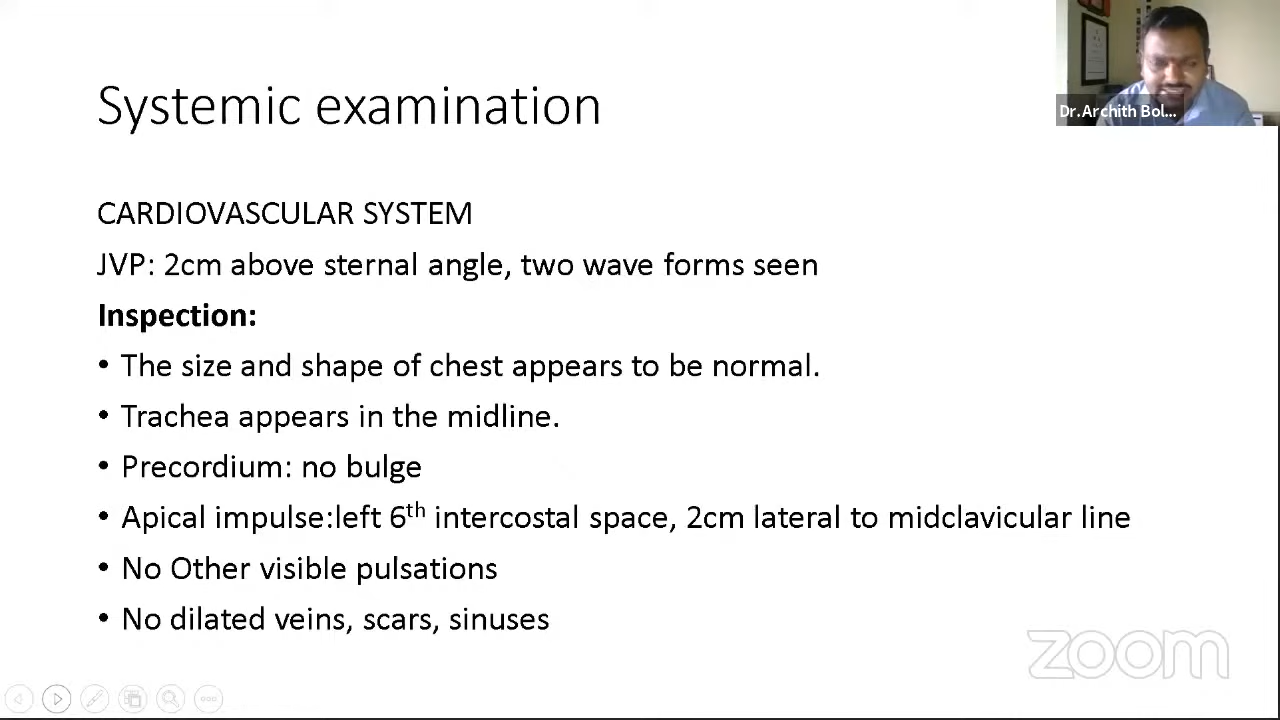 Systemic examination
Dr.Archith Bol...
CARDIOVASCULAR SYSTEM
JVP: 2cm above sternal angle, two wave forms seen
Inspection:
• The size and shape of chest appears to be normal.
• Trachea appears in the midline.
• Precordium: no bulge
• Apical impulse:left 6th intercostal space, 2cm lateral to midclavicular line
• No Other visible pulsations
• No dilated veins, scars, sinuses
zoom